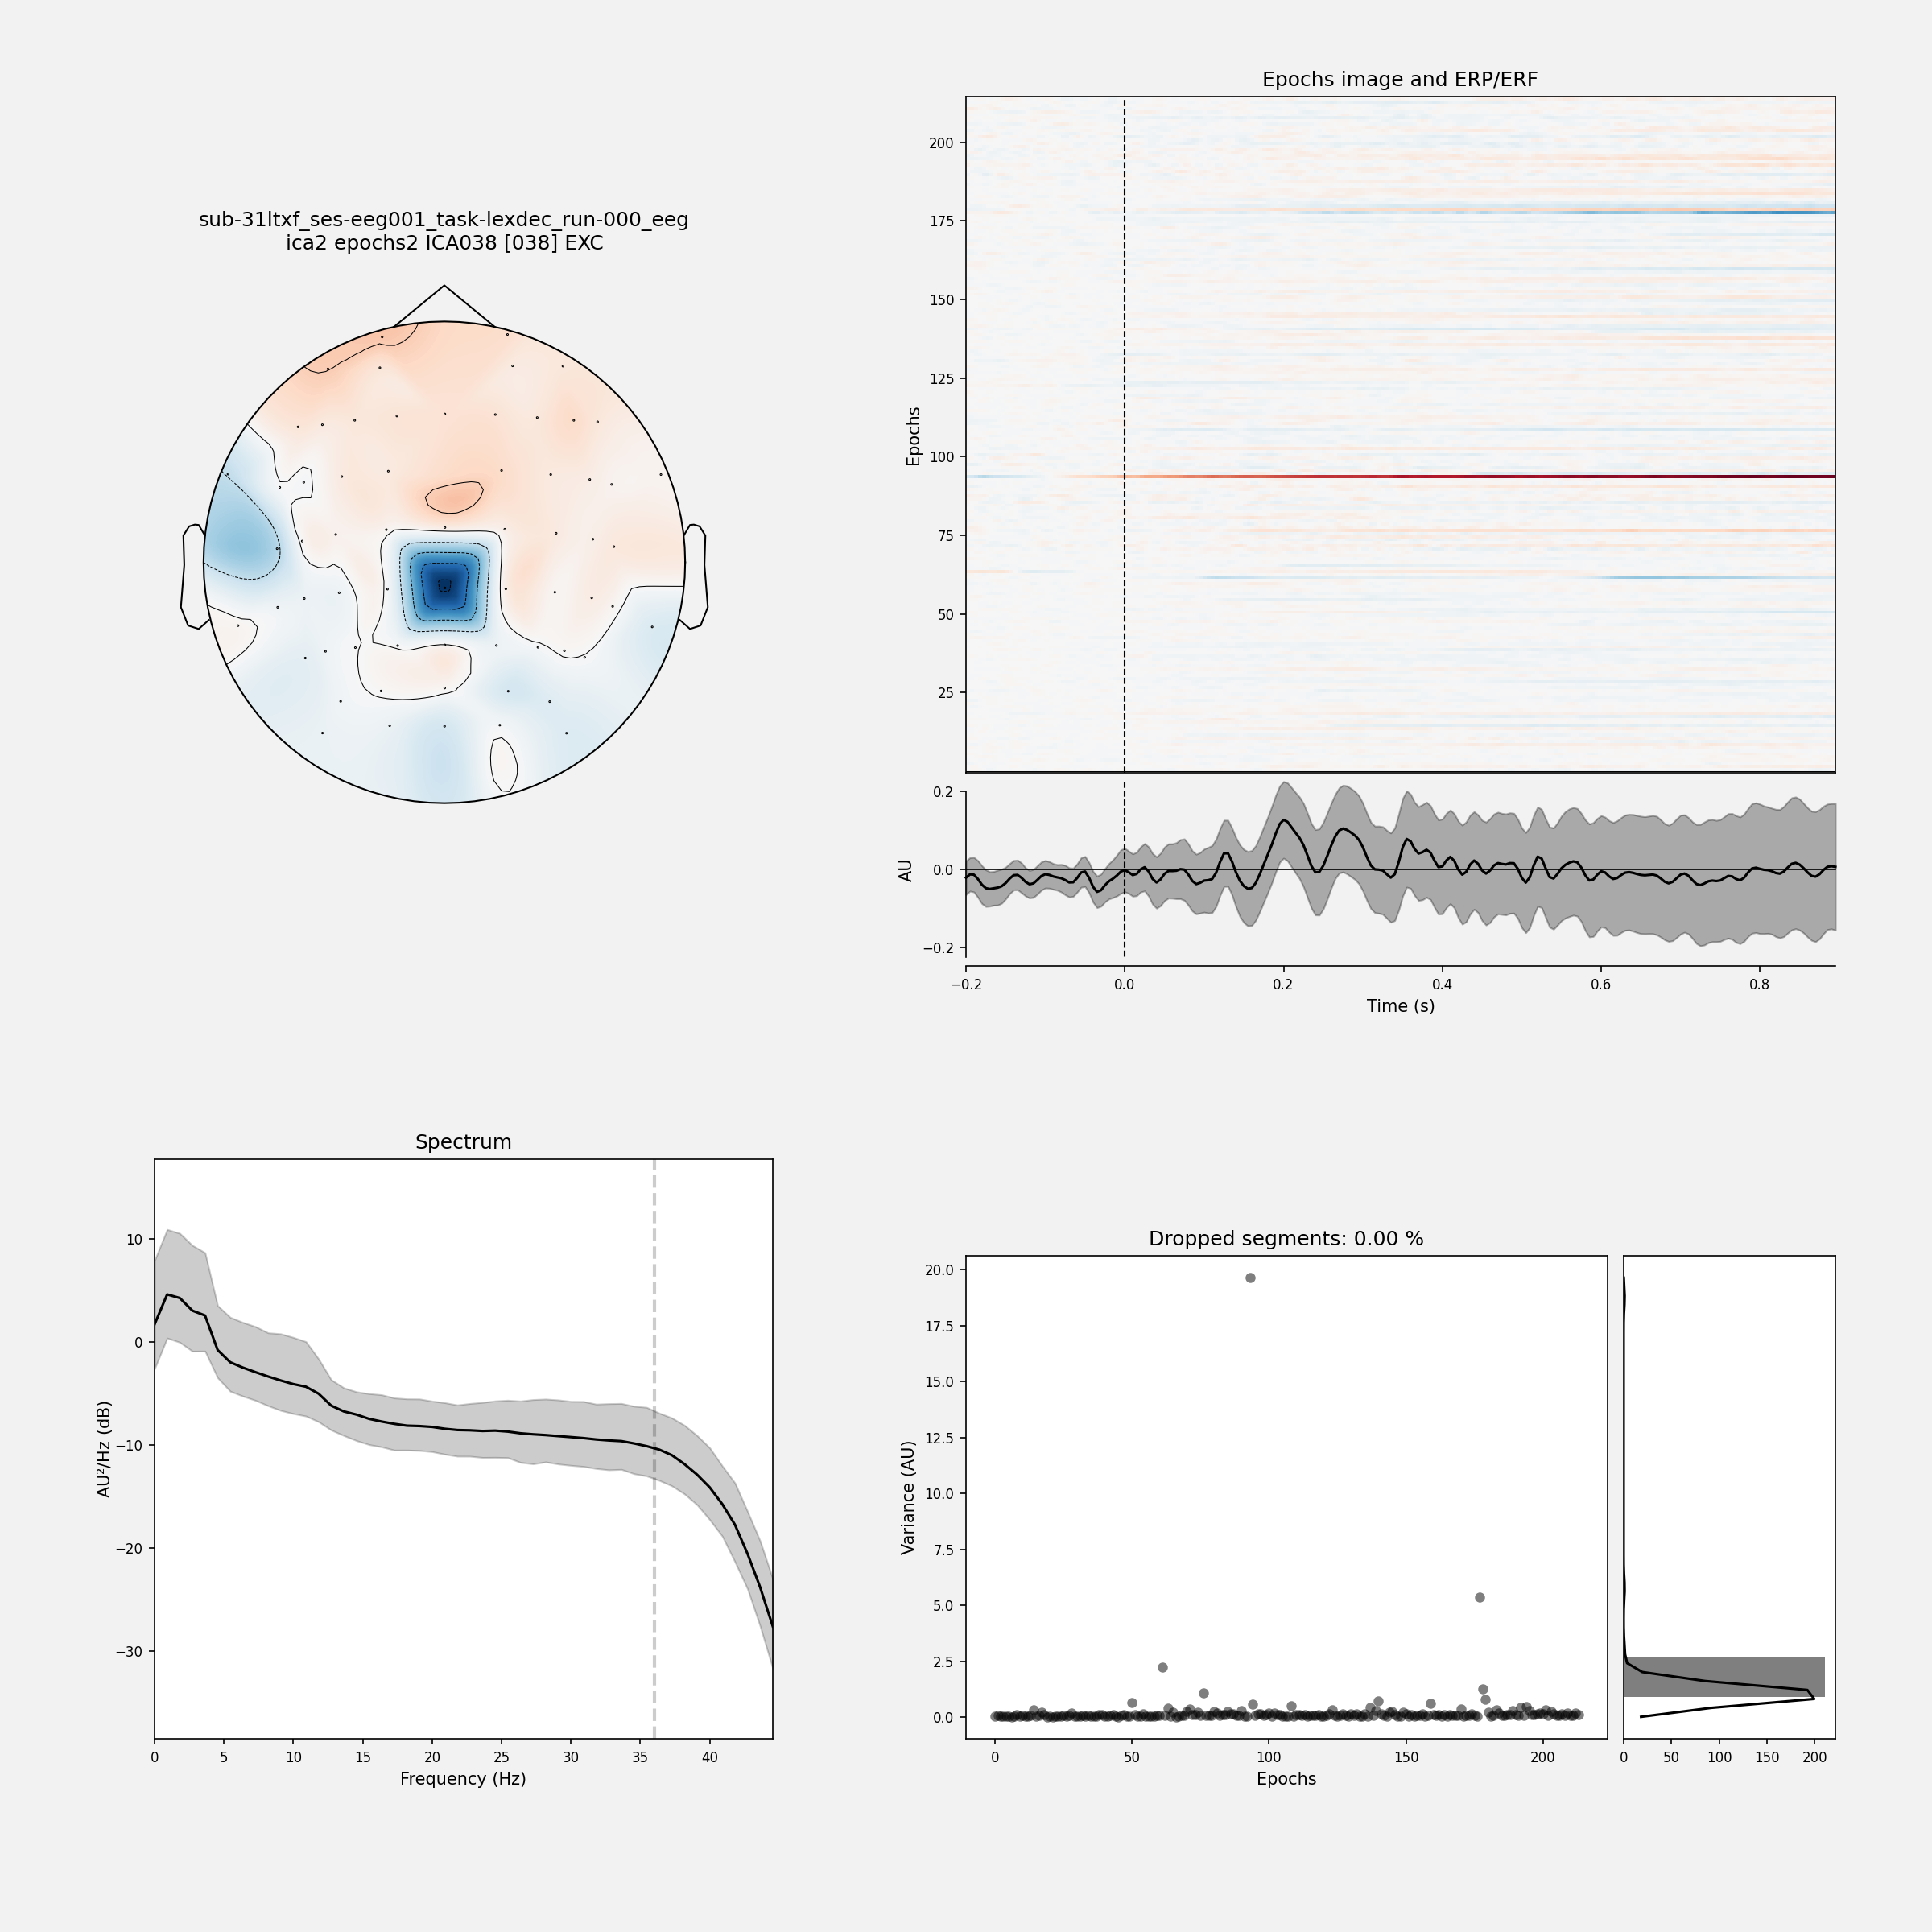 sub-31ltxf_ses-eeg001_task-lexdec_run-000_eeg
ica2 epochs2 ICA038 [038] EXC
Epochs image and ERP/ERF
Epochs
200
175
150
125
100
75
50
25
AU
0.2
0.0
−0.2
−0.2 0.0 0.2 0.4 0.6 0.8
Time (s)
Spectrum
AU²/Hz (dB)
10
0
−10
−20
−30
0 5 10 15 20 25 30 35 40
Frequency (Hz)
Dropped segments: 0.00 %
Variance (AU)
20.0
17.5
15.0
12.5
10.0
7.5
5.0
2.5
0.0
0 50 100 150 200
Epochs
0 50 100 150 200